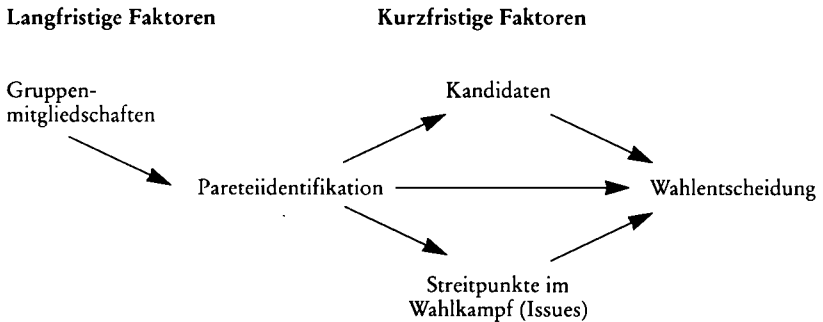 Langfristige Faktoren
Kurzfristige Faktoren
Gruppen-
mitgliedschaften
Kandidaten
Pareteiidentifikation
Wahlentscheidung
Streitpunkte im
Wahlkampf (Issues)